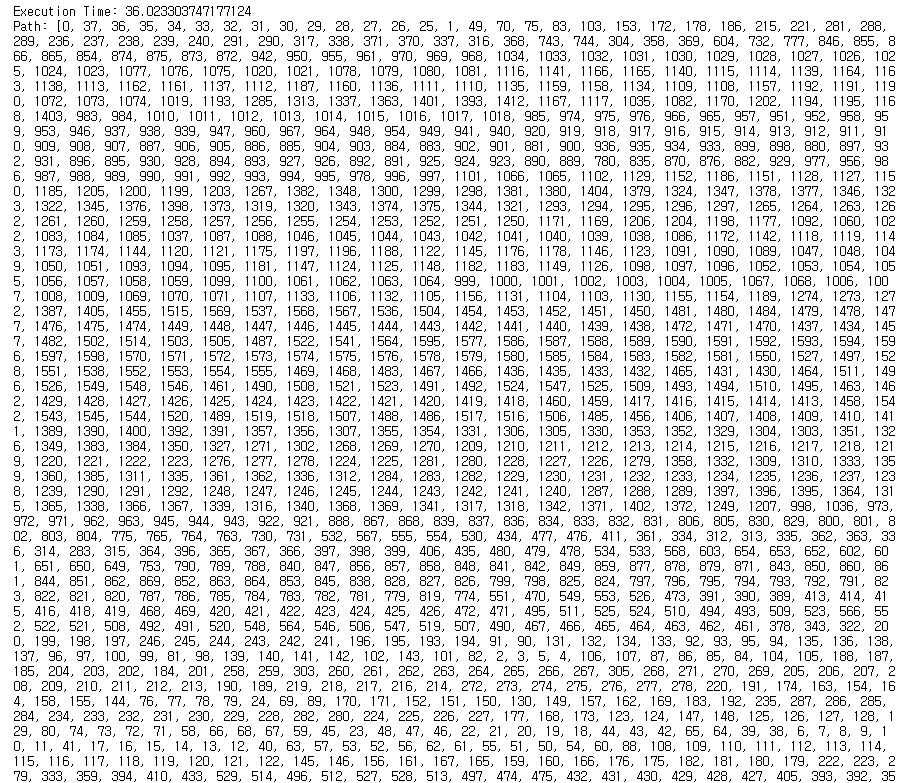 Execution Time: 36.023303747177124
Path: [0, 37, 36, 35, 34, 33, 32, 31, 30, 29, 28, 27, 26, 25, 1, 49, 70, 75, 83, 103, 153, 172, 178, 186, 215, 221, 281, 288,
289, 236, 237, 238, 239, 240, 291, 290, 317, 338, 371, 370, 337, 316, 368, 743, 744, 304, 358, 369, 604, 732, 777, 846, 855, 8
66, 865, 854, 874, 875, 873, 872, 942, 950, 955, 961, 970, 969, 968, 1034, 1033, 1032, 1031, 1030, 1029, 1028, 1027, 1026, 102
5, 1024, 1023, 1077, 1076, 1075, 1020, 1021, 1078, 1079, 1080, 1081, 1116, 1141, 1166, 1165, 1140, 1115, 1114, 1139, 1164, 116
3, 1138, 1113, 1162, 1161, 1137, 1112, 1187, 1160, 1136, 1111, 1110, 1135, 1159, 1158, 1134, 1109, 1108, 1157, 1192, 1191, 119
0, 1072, 1073, 1074, 1019, 1193, 1285, 1313, 1337, 1363, 1401, 1393, 1412, 1167, 1117, 1035, 1082, 1170, 1202, 1194, 1195, 116
8, 1403, 983, 984, 1010, 1011, 1012, 1013, 1014, 1015, 1016, 1017, 1018, 985, 974, 975, 976, 966, 965, 957, 951, 952, 958, 95
9, 953, 946, 937, 938, 939, 947, 960, 967, 964, 948, 954, 949, 941, 940, 920, 919, 918, 917, 916, 915, 914, 913, 912, 911, 91
0, 909, 908, 907, 887, 906, 905, 886, 885, 904, 903, 884, 883, 902, 901, 881, 900, 936, 935, 934, 933, 899, 898, 880, 897, 93
2, 931, 896, 895, 930, 928, 894, 893, 927, 926, 892, 891, 925, 924, 923, 890, 889, 780, 835, 870, 876, 882, 929, 977, 956, 98
6, 987, 988, 989, 990, 991, 992, 993, 994, 995, 978, 996, 997, 1101, 1066, 1065, 1102, 1129, 1152, 1186, 1151, 1128, 1127, 115
0, 1185, 1205, 1200, 1199, 1203, 1267, 1382, 1348, 1300, 1299, 1298, 1381, 1380, 404, 1379, 1324, 1347, 1378, 1377, 1346, 132
3, 1322, 1345, 1376, 1398, 1373, 1319, 1320, 1343, 1374, 1375, 1344, 1321, 1293, 1294, 1295, 1296, 1297, 1265, 1264, 1263, 126
2, 1261, 1260, 1259, 1258, 1257, 1256, 1255, 1254, 1253, 1252, 1251, 1250, 1171, 1169, 1206, 1204, 1198, 1177, 1092, 1060, 102
2, 1083, 1084, 1085, 1037, 1087, 1088, 1046, 1045, 1044, 1043, 1042, 1041, 1040, 1039, 1038, 1086, 1172, 1142, 1118, 1119, 114
3, 1173, 1174, 1144, 1120, 1121, 1175, 1197, 1196, 1188, 1122, 1145, 1176, 1178, 1146, 1123, 1091, 1090, 1089, 1047, 1048, 104
9, 1050, 1051, 1093, 1094, 1095, 1181, 1147, 1124, 1125, 1148, 1182, 1183, 1149, 1126, 1098, 1097, 1096, 1052, 1053, 1054, 105
5, 1056, 1057, 1058, 1059, 1099, 1100, 1061, 1062, 1063, 1064, 999, 1000, 1001, 1002, 1003, 1004, 1005, 1067, 1068, 1006, 100
7, 1008, 1009, 1069, 1070, 1071, 1107, 1133, 1106, 1132, 1105, 1156, 1131, 1104, 1103, 1130, 1155, 1154, 1189, 1274, 1273, 127
2, 1387, 405, 1455, 1515, 1569, 1537, 1568, 1567, 1536, 1504, 1454, 1453, 1452, 1451, 1450, 1481, 1480, 1484, 1479, 1478, 147
7, 1476, 1475, 1474, 1449, 1448, 1447, 1446, 1445, 1444, 1443, 1442, 1441, 1440, 1439, 1438, 1472, 1471, 1470, 1437, 1434, 145
7, 1482, 1502, 1514, 1503, 1505, 1487, 1522, 1541, 1564, 1595, 1577, 1586, 1587, 1588, 1589, 1590, 1591, 1592, 1593, 1594, 159
6, 1597, 1598, 1570, 1571, 1572, 1573, 1574, 1575, 1576, 1578, 1579, 1580, 1585, 1584, 1583, 1582, 1581, 1550, 1527, 1497, 152
8, 1551, 1538, 1552, 1553, 1554, 1555, 1469, 1468, 1483, 1467, 1466, 1436, 1435, 1433, 1432, 1465, 1431, 1430, 1464, 1511, 149
6, 1526, 1549, 1548, 1546, 1461, 1490, 1508, 1521, 1523, 1491, 1492, 1524, 1547, 1525, 1509, 1493, 1494, 1510, 1495, 1463, 146
2, 1429, 1428, 1427, 1426, 1425, 1424, 1423, 1422, 1421, 1420, 1419, 1418, 1460, 1459, 1417, 1416, 1415, 1414, 1413, 1458, 154
2, 1543, 1545, 1544, 1520, 1489, 1519, 1518, 1507, 1488, 1486, 1517, 1516, 1506, 1485, 1456, 1406, 1407, 1408, 1409, 1410, 141
1, 1389, 1390, 1400, 1392, 1391, 1357, 1356, 1307, 1355, 1354, 1331, 1306, 1305, 1330, 1353, 1352, 1329, 1304, 1303, 1351, 132
6, 1349, 1383, 1384, 1350, 1327, 1271, 1302, 1268, 1269, 1270, 1209, 1210, 1211, 1212, 1213, 1214, 1215, 1216, 1217, 1218, 121
9, 1220, 1221, 1222, 1223, 1276, 1277, 1278, 1224, 1225, 1281, 1280, 1228, 1227, 1226, 1279, 1358, 1332, 1309, 1310, 1333, 135
9, 1360, 1385, 1311, 1335, 1361, 1362, 1336, 1312, 1284, 1283, 1282, 1229, 1230, 1231, 1232, 1233, 1234, 1235, 1236, 1237, 123
8, 1239, 1290, 1291, 1292, 1248, 1247, 1246, 1245, 1244, 1243, 1242, 1241, 1240, 1287, 1288, 1289, 1397, 1396, 1395, 1364, 131
5, 1365, 1338, 1366, 1367, 1339, 1316, 1340, 1368, 1369, 1341, 1317, 1318, 1342, 1371, 1402, 1372, 1249, 1207, 998, 1036, 973,
972, 971, 962, 963, 945, 944, 943, 922, 921, 888, 867, 868, 839, 837, 836, 834, 833, 832, 831, 806, 805, 830, 829, 800, 801, 8
02, 803, 804, 775, 765, 764, 763, 730, 731, 532, 567, 555, 554, 530, 434, 477, 476, 411, 361, 334, 312, 313, 335, 362, 363, 33
6, 314, 283, 315, 364, 396, 365, 367, 366, 397, 398, 399, 406, 435, 480, 479, 478, 534, 533, 568, 603, 654, 653, 652, 602, 60
1, 651, 650, 649, 753, 790, 789, 788, 840, 847, 856, 857, 858, 848, 841, 842, 849, 859, 877, 878, 879, 871, 843, 850, 860, 86
1, 844, 851, 862, 869, 852, 863, 864, 853, 845, 838, 828, 827, 826, 799, 798, 825, 824, 797, 796, 795, 794, 793, 792, 791, 82
3, 822, 821, 820, 787, 786, 785, 784, 783, 782, 781, 779, 819, 774, 551, 470, 549, 553, 526, 473, 391, 390, 389, 413, 414, 41
5, 416, 418, 419, 468, 469, 420, 421, 422, 423, 424, 425, 426, 472, 471, 495, 511, 525, 524, 510, 494, 493, 509, 523, 566, 55
2, 522, 521, 508, 492, 491, 520, 548, 564, 546, 506, 547, 519, 507, 490, 467, 466, 465, 464, 463, 462, 461, 378, 343, 322, 20
0, 199, 198, 197, 246, 245, 244, 243, 242, 241, 196, 195, 193, 194, 91, 90, 131, 132, 134, 133, 92, 93, 95, 94, 135, 136, 138,
137, 96, 97, 100, 99, 81, 98, 139, 140, 141, 142, 102, 143, 101, 82, 2, 3, 5, 4, 106, 107, 87, 86, 85, 84, 104, 105, 188, 187,
185, 204, 203, 202, 184, 201, 258, 259, 303, 260, 261, 262, 263, 264, 265, 266, 267, 305, 268, 271, 270, 269, 205, 206, 207, 2
08, 209, 210, 211, 212, 213, 190, 189, 219, 218, 217, 216, 214, 272, 273, 274, 275, 276, 277, 278, 220, 191, 174, 163, 154, 16
4, 158, 155, 144, 76, 77, 78, 79, 24, 69, 89, 170, 171, 152, 151, 150, 130, 149, 157, 162, 169, 183, 192, 235, 287, 286, 285,
284, 234, 233, 232, 231, 230, 229, 228, 282, 280, 224, 225, 226, 227, 177, 168, 173, 123, 124, 147, 148, 125, 126, 127, 128, 1
29, 80, 74, 73, 72, 71, 58, 66, 68, 67, 59, 45, 23, 48, 47, 46, 22, 21, 20, 19, 18, 44, 43, 42, 65, 64, 39, 38, 6, 7, 8, 9, 1
0, 11, 41, 17, 16, 15, 14, 13, 12, 40, 63, 57, 53, 52, 56, 62, 61, 55, 51, 50, 54, 60, 88, 108, 109, 110, 111, 112, 113, 114,
115, 116, 117, 118, 119, 120, 121, 122, 145, 146, 156, 161, 167, 166, 160, 159, 165, 176, 175, 182, 181, 180, 179, 222, 223, 2
79, 333, 359, 394, 410, 433, 529, 514, 496, 512, 527, 528, 513, 497, 474, 475, 432, 431, 430, 429, 428, 427, 409, 393, 392, 35